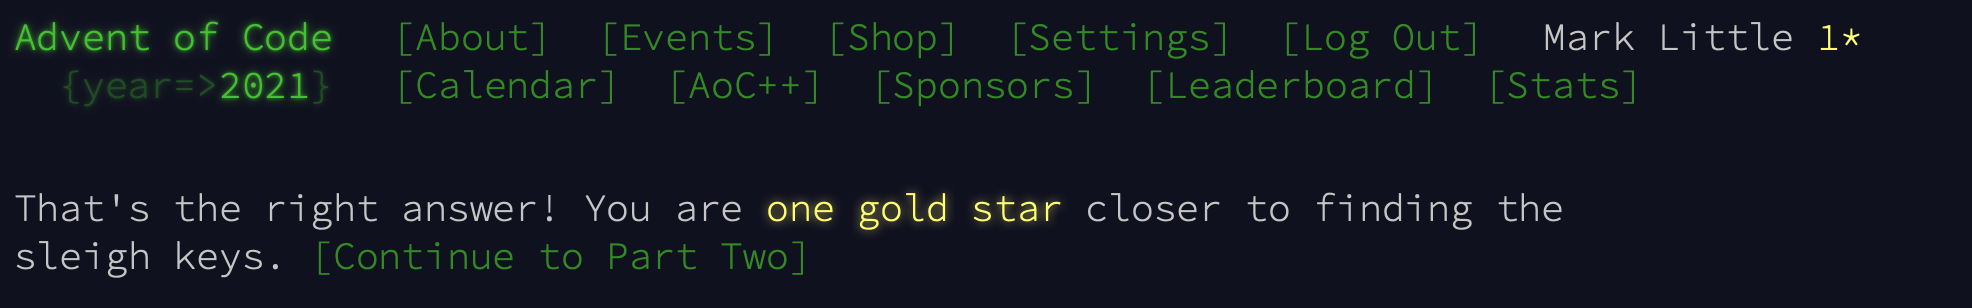 Advent of Code [About] [Events] [Shop] [Settings] [Log Out] Mark Little 1*
{year=>2021} [Calendar] [AoC++] [Sponsors] [Leaderboard] [Stats]
That's the right answer! You are one gold star closer to finding the
sleigh keys. [Continue to Part Two]